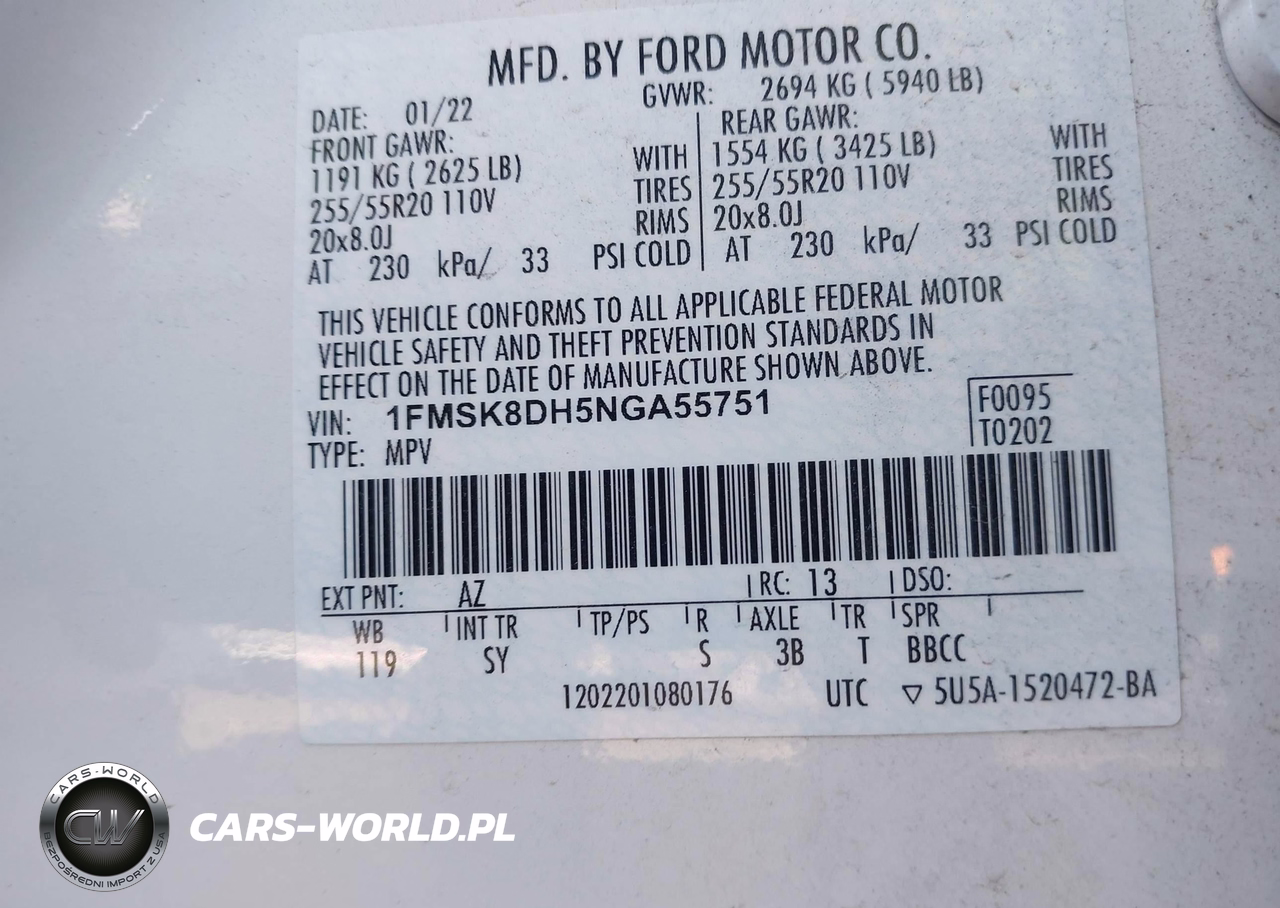 MFD. BY FORD MOTOR CO.
DATE: 01/22 GVWR: 2694 KG ( 5940 LB)
FRONT GAWR: REAR GAWR:
1191 KG ( 2625 LB) WITH 1554 KG ( 3425 LB) WITH
255/55R20 110V TIRES 255/55R20 110V TIRES
20x8.0J RIMS 20x8.0J RIMS
AT 230 kPa/ 33 PSI COLD AT 230 kPa/ 33 PSI COLD
THIS VEHICLE CONFORMS TO ALL APPLICABLE FEDERAL MOTOR
VEHICLE SAFETY AND THEFT PREVENTION STANDARDS IN
EFFECT ON THE DATE OF MANUFACTURE SHOWN ABOVE.
VIN: 1FMSK8DH5NGA55751 F0095
TYPE: MPV T0202
EXT PNT: AZ RC: 13 DSO:
WB INT TR TP/PS R AXLE TR SPR
119 SY S 3B T BBCC
1202201080176 UTC ▽ 5U5A-1520472-BA
CARS-WORLD
CW
BEZPOŚREDNI IMPORT Z USA
CARS-WORLD.PL